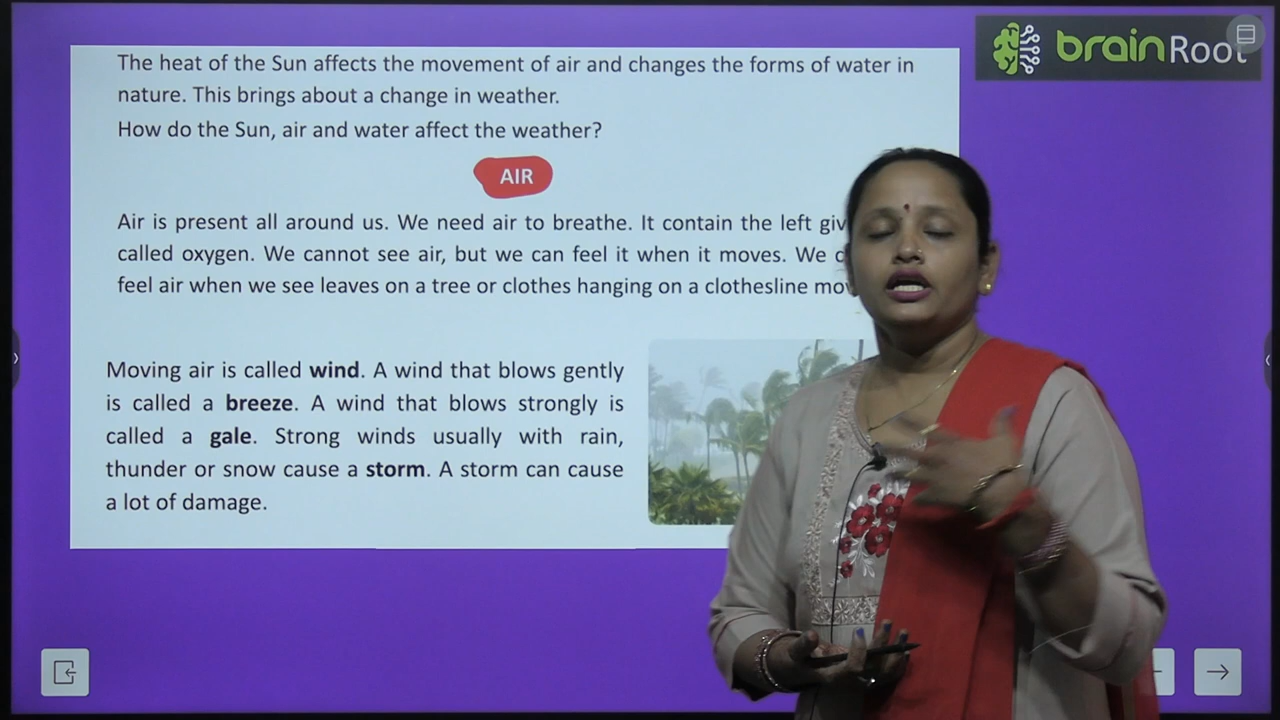 brainRoot
The heat of the Sun affects the movement of air and changes the forms of water in
nature. This brings about a change in weather.
How do the Sun, air and water affect the weather?
AIR
Air is present all around us. We need air to breathe. It contain the left
called oxygen. We cannot see air, but we can feel it when it moves. We
feel air when we see leaves on a tree or clothes hanging on a clothesline
Moving air is called wind. A wind that blows gently
is called a breeze. A wind that blows strongly is
called a gale. Strong winds usually with rain,
thunder or snow cause a storm. A storm can cause
a lot of damage.